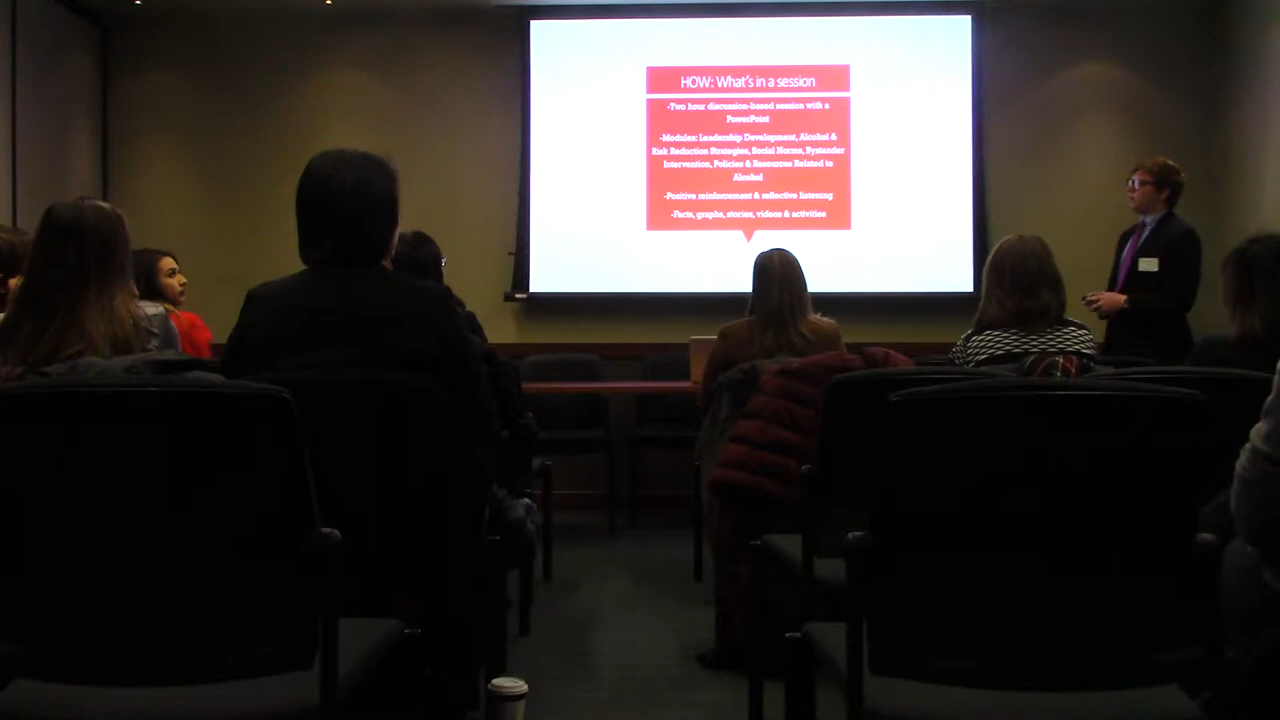 HOW: What's in a session
-Two hour discussion-based session with a
PowerPoint
-Modules: Leadership Development, Alcohol &
Risk Reduction Strategies, Social Norms, Bystander
Intervention, Policies & Resources Related to
Alcohol
-Positive reinforcement & reflective listening
-Facts, graphs, stories, videos & activities